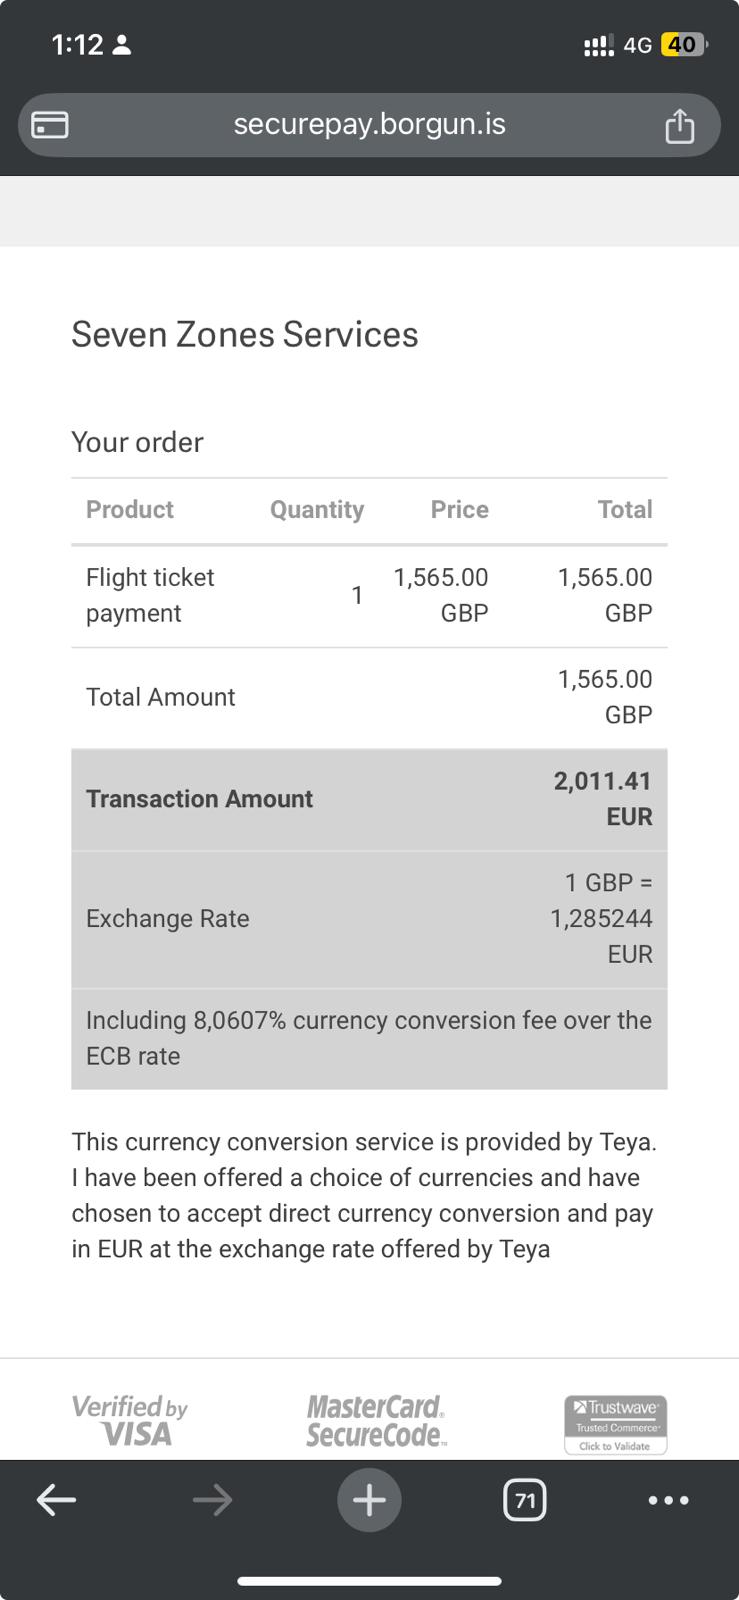 1:12
4G 40
securepay.borgun.is
Seven Zones Services
Your order
Product Quantity Price Total
Flight ticket payment 1 1,565.00 GBP 1,565.00 GBP
Total Amount 1,565.00 GBP
Transaction Amount 2,011.41 EUR
Exchange Rate 1 GBP = 1,285244 EUR
Including 8,0607% currency conversion fee over the
ECB rate
This currency conversion service is provided by Teya.
I have been offered a choice of currencies and have
chosen to accept direct currency conversion and pay
in EUR at the exchange rate offered by Teya
Verified by
VISA
MasterCard.
SecureCode.
Trustwave
Trusted Commerce
Click to Validate
71